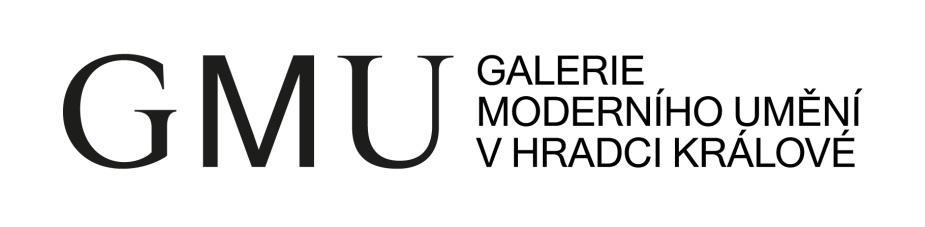 GMU
GALERIE
MODERNÍHO UMĚNÍ
V HRADCI KRÁLOVÉ